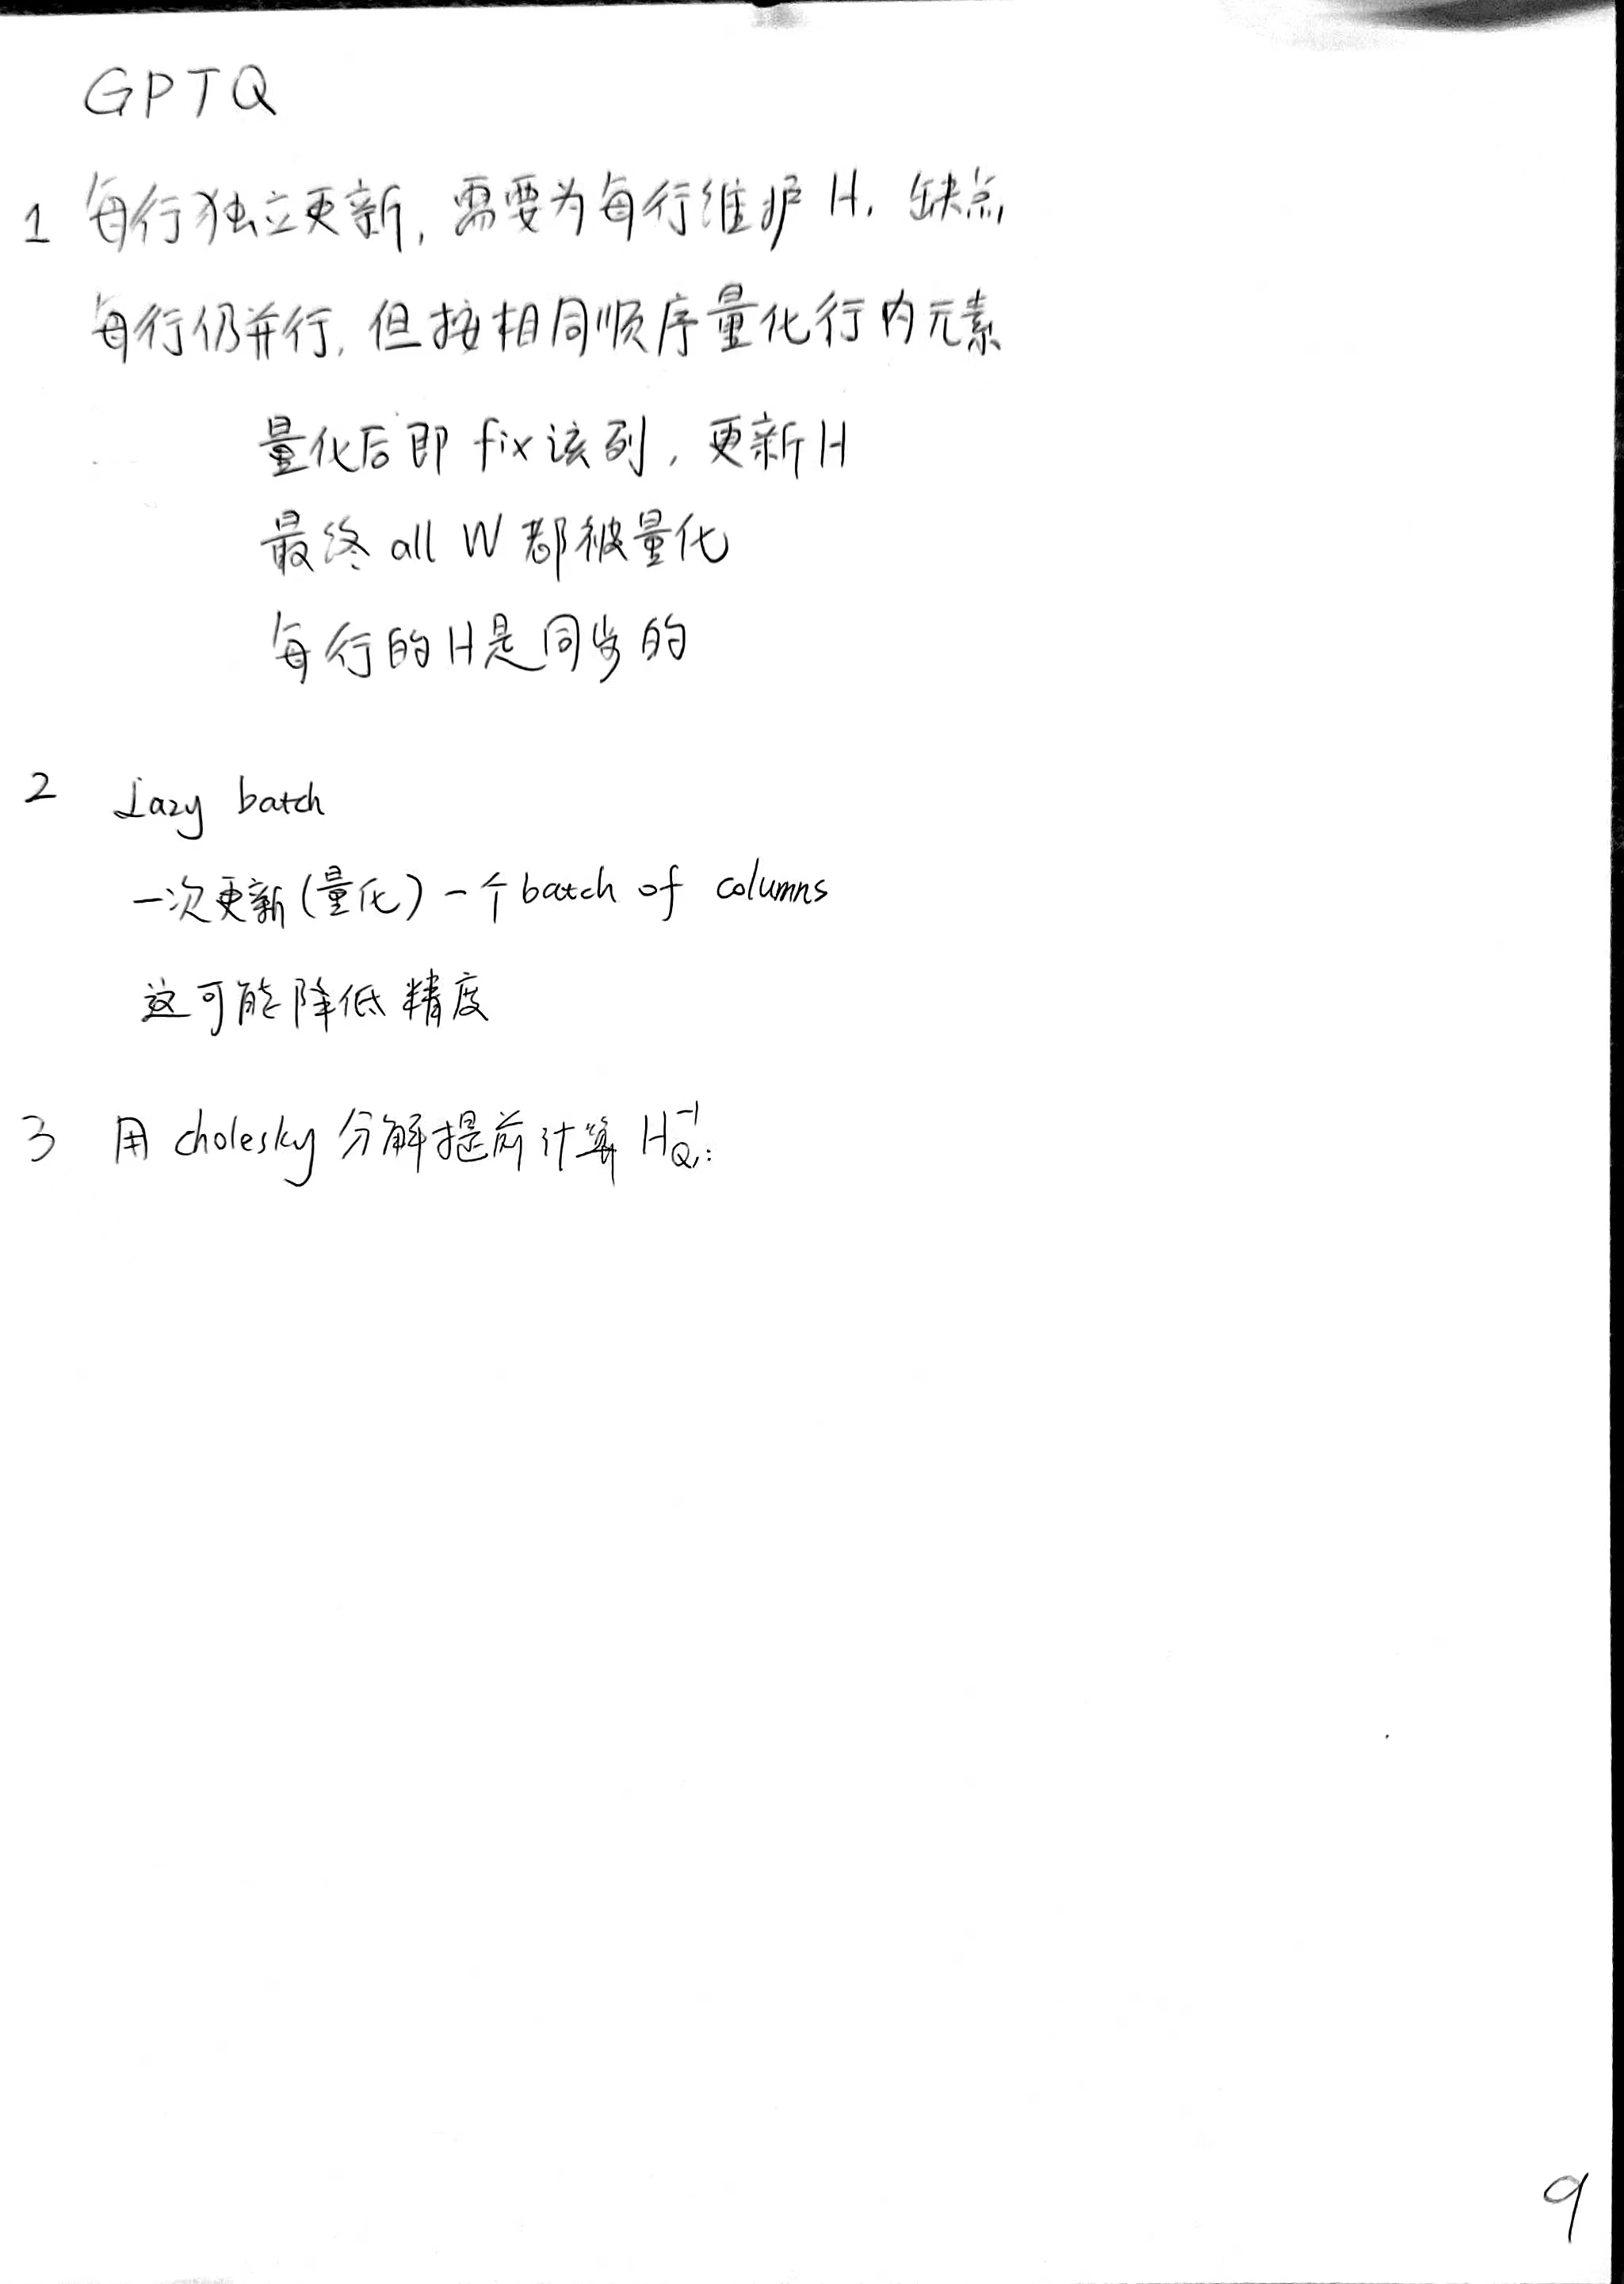 GPTQ
1 每行独立更新, 需要为每行维护 H, 缺点
每行仍并行, 但按相同顺序量化行内元素
量化后即 fix 该列, 更新 H
最终 all W 都被量化
每行的 H 是同步的
2 Lazy batch
一次更新(量化)一个 batch of columns
这可能降低精度
3 用 cholesky 分解提前计算 H_{Q,:}^{-1}
9